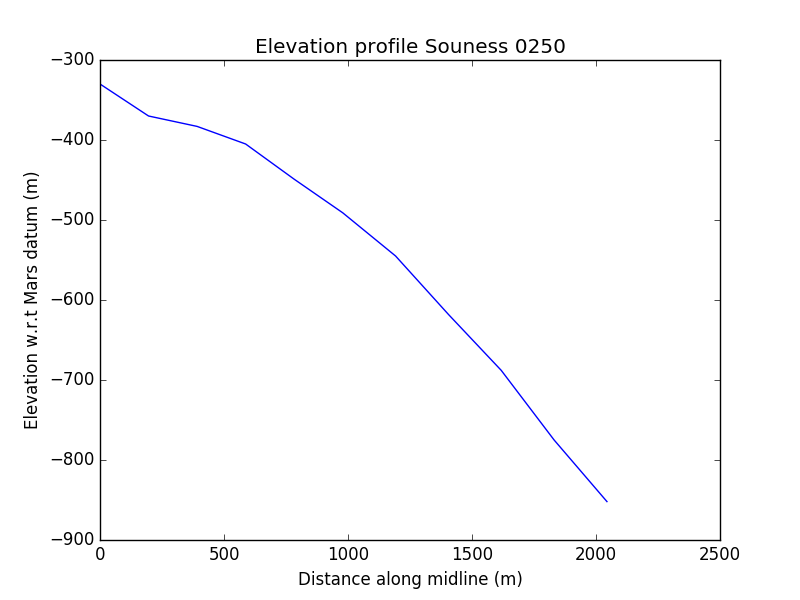 Elevation profile Souness 0250
−300
−400
−500
−600
−700
−800
−900
Elevation w.r.t Mars datum (m)
0 500 1000 1500 2000 2500
Distance along midline (m)